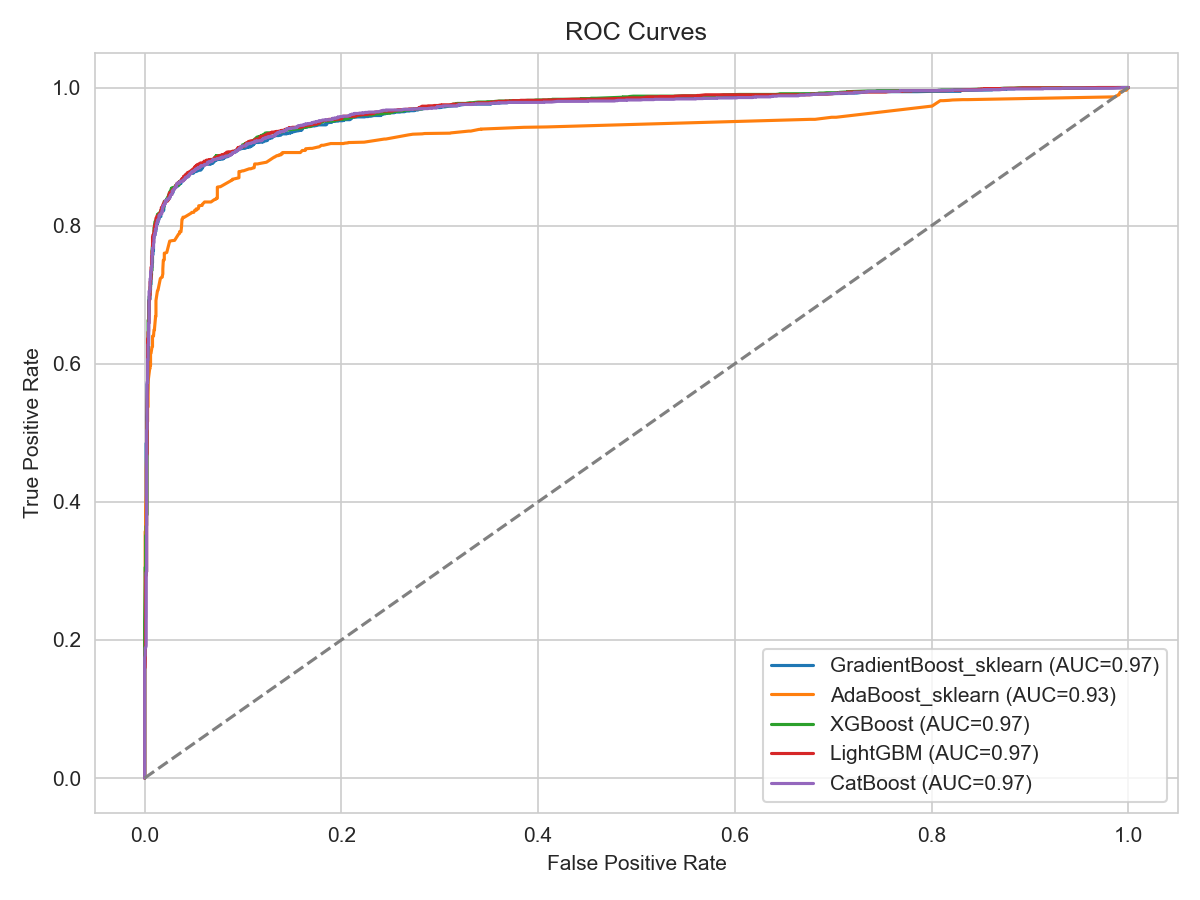 ROC Curves
True Positive Rate
1.0
0.8
0.6
0.4
0.2
0.0
GradientBoost_sklearn (AUC=0.97)
AdaBoost_sklearn (AUC=0.93)
XGBoost (AUC=0.97)
LightGBM (AUC=0.97)
CatBoost (AUC=0.97)
0.0 0.2 0.4 0.6 0.8 1.0
False Positive Rate